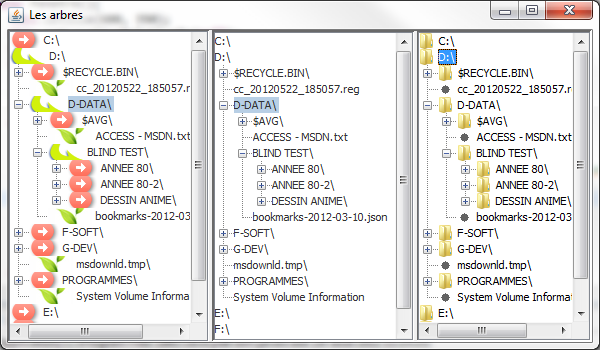 Les arbres
C:\
D:\
$RECYCLE.BIN\
cc_20120522_185057.r
D-DATA\
$AVG\
ACCESS - MSDN.txt
BLIND TEST\
ANNEE 80\
ANNEE 80-2\
DESSIN ANIME\
bookmarks-2012-03
F-SOFT\
G-DEV\
msdownld.tmp\
PROGRAMMES\
System Volume Informa
E:\
C:\
D:\
$RECYCLE.BIN\
cc_20120522_185057.reg
D-DATA\
$AVG\
ACCESS - MSDN.txt
BLIND TEST\
ANNEE 80\
ANNEE 80-2\
DESSIN ANIME\
bookmarks-2012-03-10.json
F-SOFT\
G-DEV\
msdownld.tmp\
PROGRAMMES\
System Volume Information
E:\
F:\
C:\
D:\
$RECYCLE.BIN\
cc_20120522_18505
D-DATA\
$AVG\
ACCESS - MSDN.txt
BLIND TEST\
ANNEE 80\
ANNEE 80-2\
DESSIN ANIME\
bookmarks-2012-03
F-SOFT\
G-DEV\
msdownld.tmp\
PROGRAMMES\
System Volume Inform
E:\